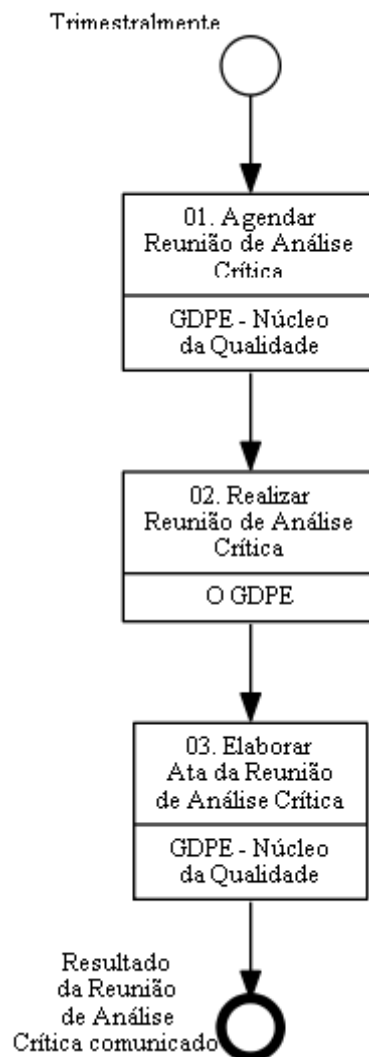 Trimestralmente
01. Agendar
Reunião de Análise
Crítica
GDPE - Núcleo
da Qualidade
02. Realizar
Reunião de Análise
Crítica
O GDPE
03. Elaborar
Ata da Reunião
de Análise Crítica
GDPE - Núcleo
da Qualidade
Resultado
da Reunião
de Análise
Crítica comunicado